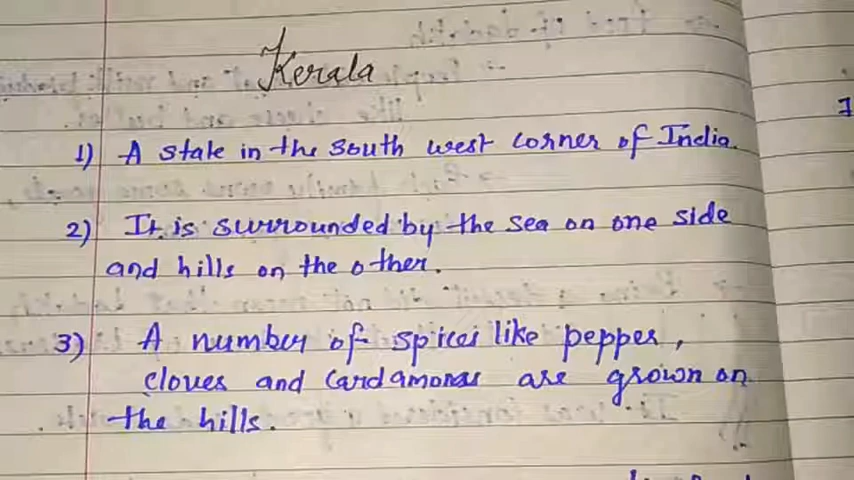 Kerala
1) A state in the south west corner of India.
2) It is surrounded by the sea on one side
and hills on the other.
3) A number of spices like pepper,
cloves and cardamoms are grown on
the hills.